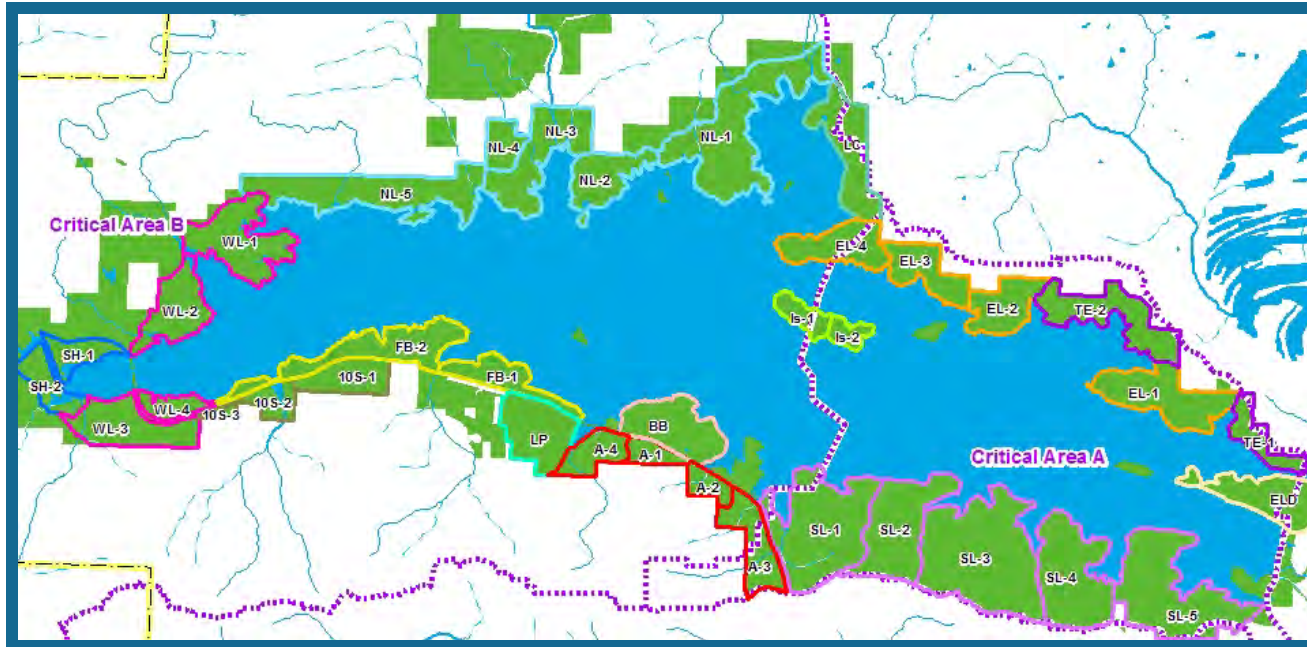 NL-3
NL-1
NL-4
LC
NL-2
NL-5
Critical Area B
WL-1
EL-4
EL-3
WL-2
EL-2
TE-2
Is-1
Is-2
SH-1
FB-2
SH-2
10S-1
FB-1
EL-1
10S-2
WL-4
10S-3
WL-3
BB
LP
A-4
A-1
TE-1
Critical Area A
A-2
ELD
SL-1
SL-2
SL-3
A-3
SL-4
SL-5